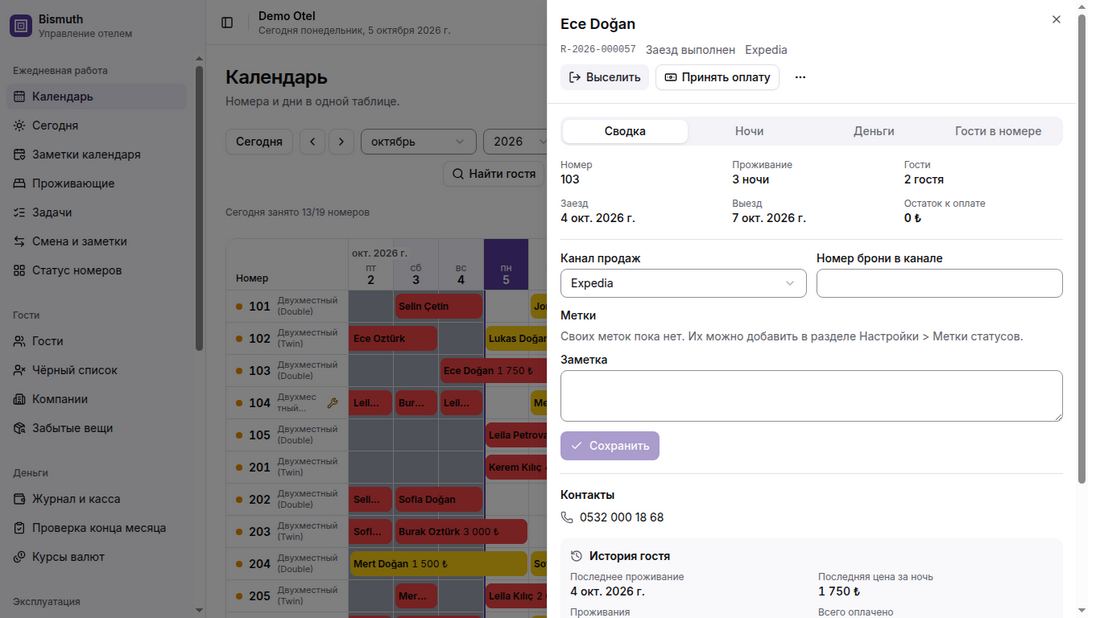 Bismuth
Управление отелем
Ежедневная работа
Календарь
Сегодня
Заметки календаря
Проживающие
Задачи
Смена и заметки
Статус номеров
Гости
Гости
Чёрный список
Компании
Забытые вещи
Деньги
Журнал и касса
Проверка конца месяца
Курсы валют
Эксплуатация
Demo Otel
Сегодня понедельник, 5 октября 2026 г.
Календарь
Номера и дни в одной таблице.
Сегодня
октябрь
2026
Найти гостя
Сегодня занято 13/19 номеров
Номер
окт. 2026 г.
пт
2
сб
3
вс
4
пн
5
101 Двухместный (Double) Selin Çetin
102 Двухместный (Twin) Ece Öztürk Lukas Doğan
103 Двухместный (Double) Ece Doğan 1 750 ₺
104 Двухмес тный... Leil... Bur... Leil...
105 Двухместный (Double) Leila Petrova
201 Двухместный (Twin) Kerem Kılıç
202 Двухместный (Double) Seli... Sofia Doğan
203 Двухместный (Twin) Sofi... Burak Öztürk 3 000 ₺
204 Двухместный (Double) Mert Doğan 1 500 ₺
205 Двухместный (Twin) Mer... Leila Kılıç 2
Ece Doğan
R-2026-000057 Заезд выполнен Expedia
Выселить
Принять оплату
Сводка
Ночи
Деньги
Гости в номере
Номер
103
Проживание
3 ночи
Гости
2 гостя
Заезд
4 окт. 2026 г.
Выезд
7 окт. 2026 г.
Остаток к оплате
0 ₺
Канал продаж
Expedia
Номер брони в канале
Метки
Своих меток пока нет. Их можно добавить в разделе Настройки > Метки статусов.
Заметка
Сохранить
Контакты
0532 000 18 68
История гостя
Последнее проживание
4 окт. 2026 г.
Последняя цена за ночь
1 750 ₺
Проживания
Всего оплачено